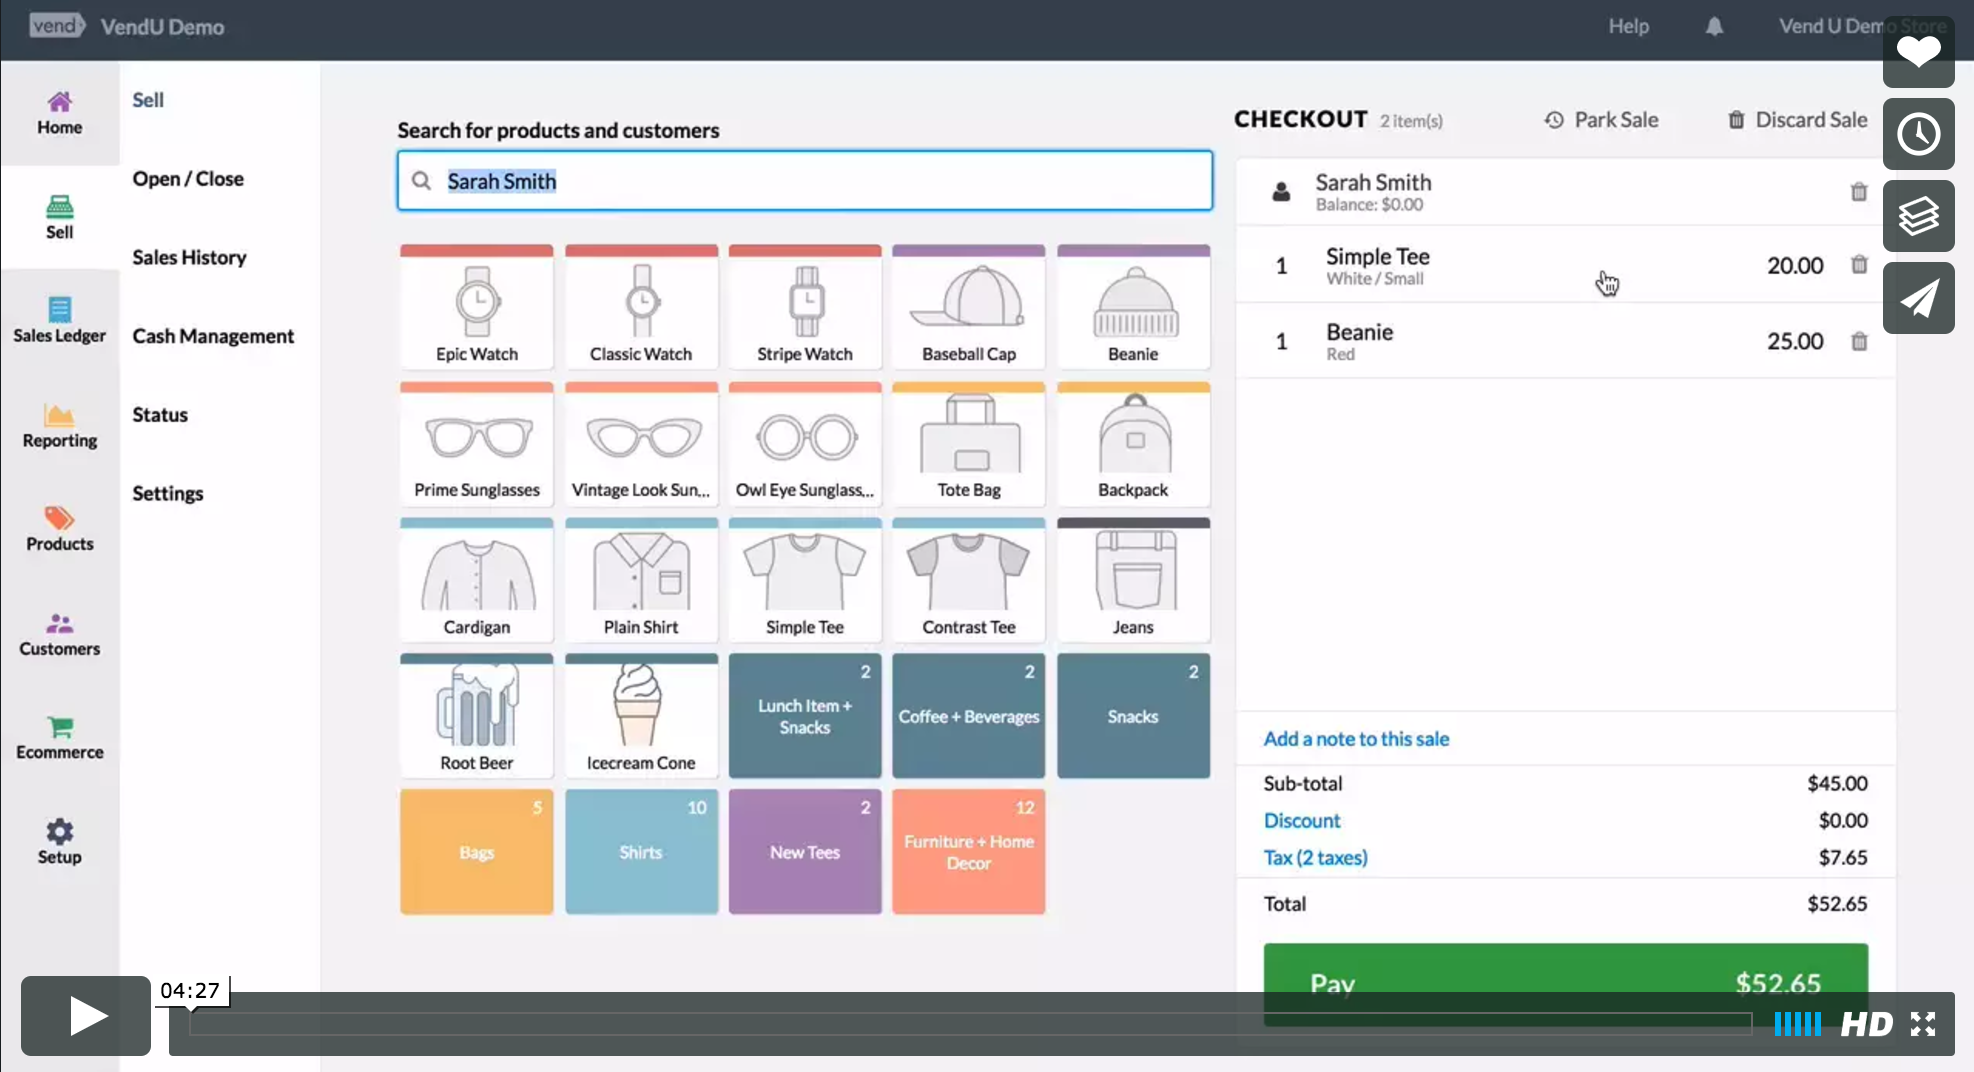 vend VendU Demo
Help
Vend U Demo Store
Home
Sell
Sales Ledger
Reporting
Products
Customers
Ecommerce
Setup
Sell
Open / Close
Sales History
Cash Management
Status
Settings
Search for products and customers
Sarah Smith
Epic Watch
Classic Watch
Stripe Watch
Baseball Cap
Beanie
Prime Sunglasses
Vintage Look Sun...
Owl Eye Sunglass...
Tote Bag
Backpack
Cardigan
Plain Shirt
Simple Tee
Contrast Tee
Jeans
Root Beer
Icecream Cone
2
Lunch Item +
Snacks
2
Coffee + Beverages
2
Snacks
5
Bags
10
Shirts
2
New Tees
12
Furniture + Home
Decor
CHECKOUT 2 item(s)
Park Sale
Discard Sale
Sarah Smith
Balance: $0.00
1 Simple Tee 20.00
White / Small
1 Beanie 25.00
Red
Add a note to this sale
Sub-total $45.00
Discount $0.00
Tax (2 taxes) $7.65
Total $52.65
Pay $52.65
04:27
HD